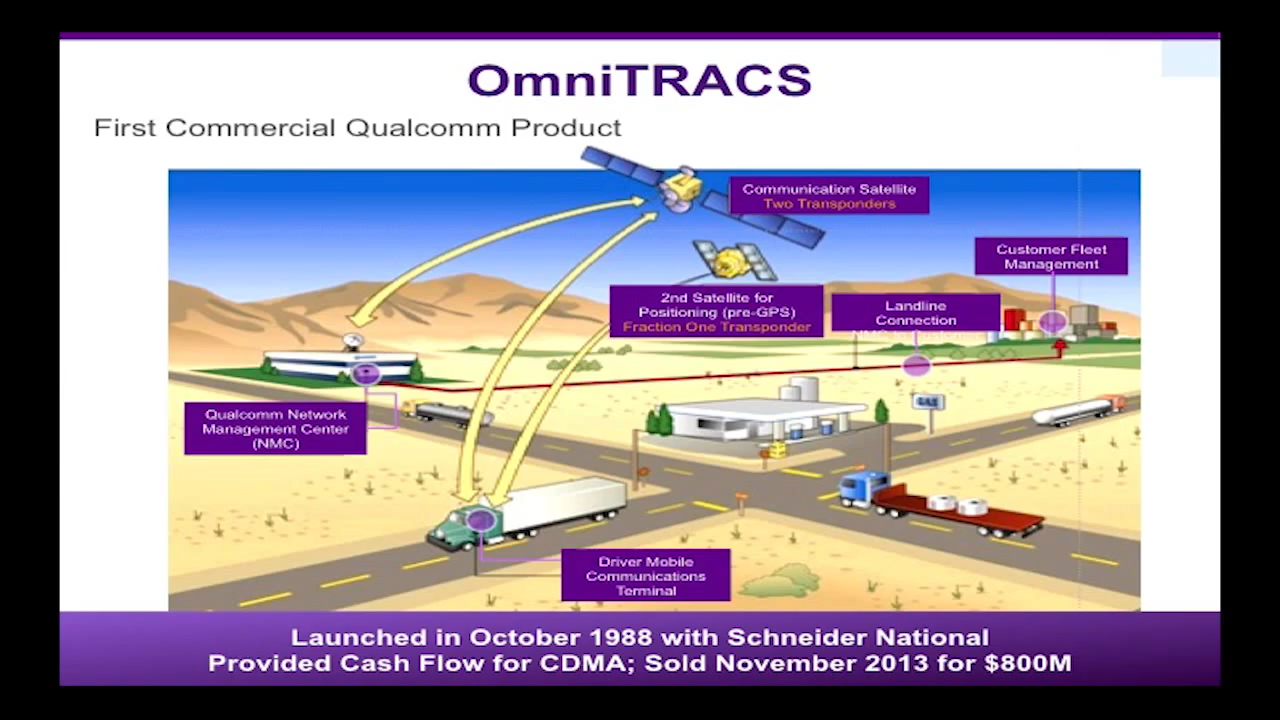 OmniTRACS
First Commercial Qualcomm Product
Communication Satellite
Two Transponders
Customer Fleet
Management
2nd Satellite for
Positioning (pre-GPS)
Fraction One Transponder
Landline
Connection
GAS
Qualcomm Network
Management Center
(NMC)
Driver Mobile
Communications
Terminal
Launched in October 1988 with Schneider National
Provided Cash Flow for CDMA; Sold November 2013 for $800M